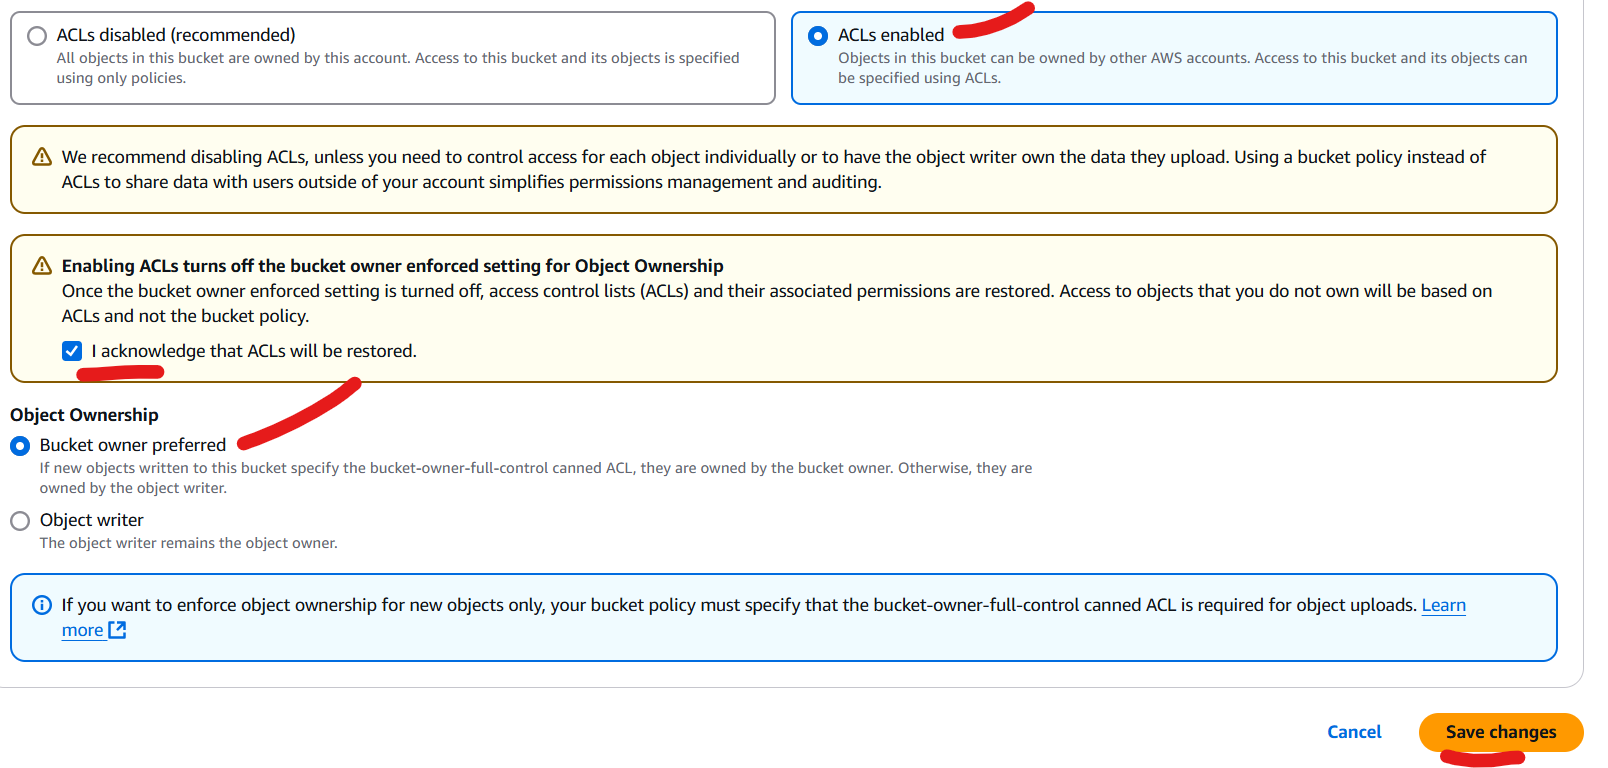 ACLs disabled (recommended)
All objects in this bucket are owned by this account. Access to this bucket and its objects is specified
using only policies.
ACLs enabled
Objects in this bucket can be owned by other AWS accounts. Access to this bucket and its objects can
be specified using ACLs.
We recommend disabling ACLs, unless you need to control access for each object individually or to have the object writer own the data they upload. Using a bucket policy instead of
ACLs to share data with users outside of your account simplifies permissions management and auditing.
Enabling ACLs turns off the bucket owner enforced setting for Object Ownership
Once the bucket owner enforced setting is turned off, access control lists (ACLs) and their associated permissions are restored. Access to objects that you do not own will be based on
ACLs and not the bucket policy.
I acknowledge that ACLs will be restored.
Object Ownership
Bucket owner preferred
If new objects written to this bucket specify the bucket-owner-full-control canned ACL, they are owned by the bucket owner. Otherwise, they are
owned by the object writer.
Object writer
The object writer remains the object owner.
If you want to enforce object ownership for new objects only, your bucket policy must specify that the bucket-owner-full-control canned ACL is required for object uploads. Learn
more
Cancel
Save changes